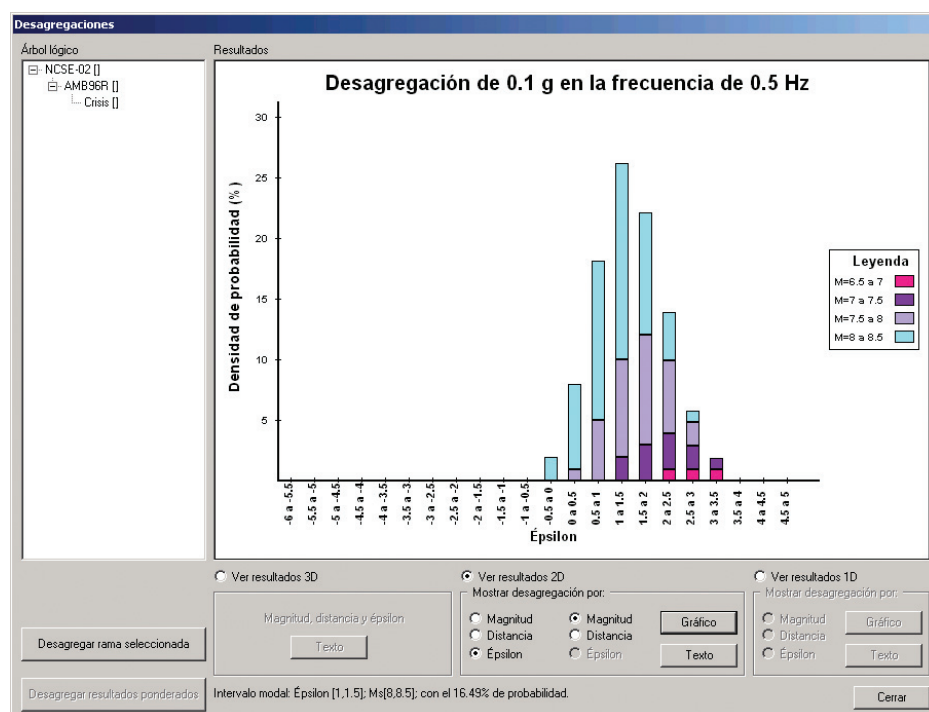 Desagregaciones
Árbol lógico
NCSE-02 []
AMB96R []
Crisis []
Resultados
Desagregación de 0.1 g en la frecuencia de 0.5 Hz
Densidad de probabilidad (%)
30
25
20
15
10
5
-6 a -5.5
-5.5 a -5
-5 a -4.5
-4.5 a -4
-4 a -3.5
-3.5 a -3
-3 a -2.5
-2.5 a -2
-2 a -1.5
-1.5 a -1
-1 a -0.5
-0.5 a 0
0 a 0.5
0.5 a 1
1 a 1.5
1.5 a 2
2 a 2.5
2.5 a 3
3 a 3.5
3.5 a 4
4 a 4.5
4.5 a 5
Épsilon
Leyenda
M=6.5 a 7
M=7 a 7.5
M=7.5 a 8
M=8 a 8.5
Ver resultados 3D
Magnitud, distancia y épsilon
Texto
Ver resultados 2D
Mostrar desagregación por:
Magnitud
Distancia
Épsilon
Magnitud
Distancia
Épsilon
Gráfico
Texto
Ver resultados 1D
Mostrar desagregación por:
Magnitud
Distancia
Épsilon
Gráfico
Texto
Desagregar rama seleccionada
Desagregar resultados ponderados
Intervalo modal: Épsilon [1,1.5]; Ms[8,8.5]; con el 16.49% de probabilidad.
Cerrar